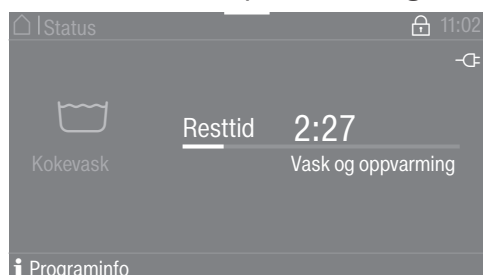 Status 11:02
Resttid 2:27
Kokevask
Vask og oppvarming
Programinfo